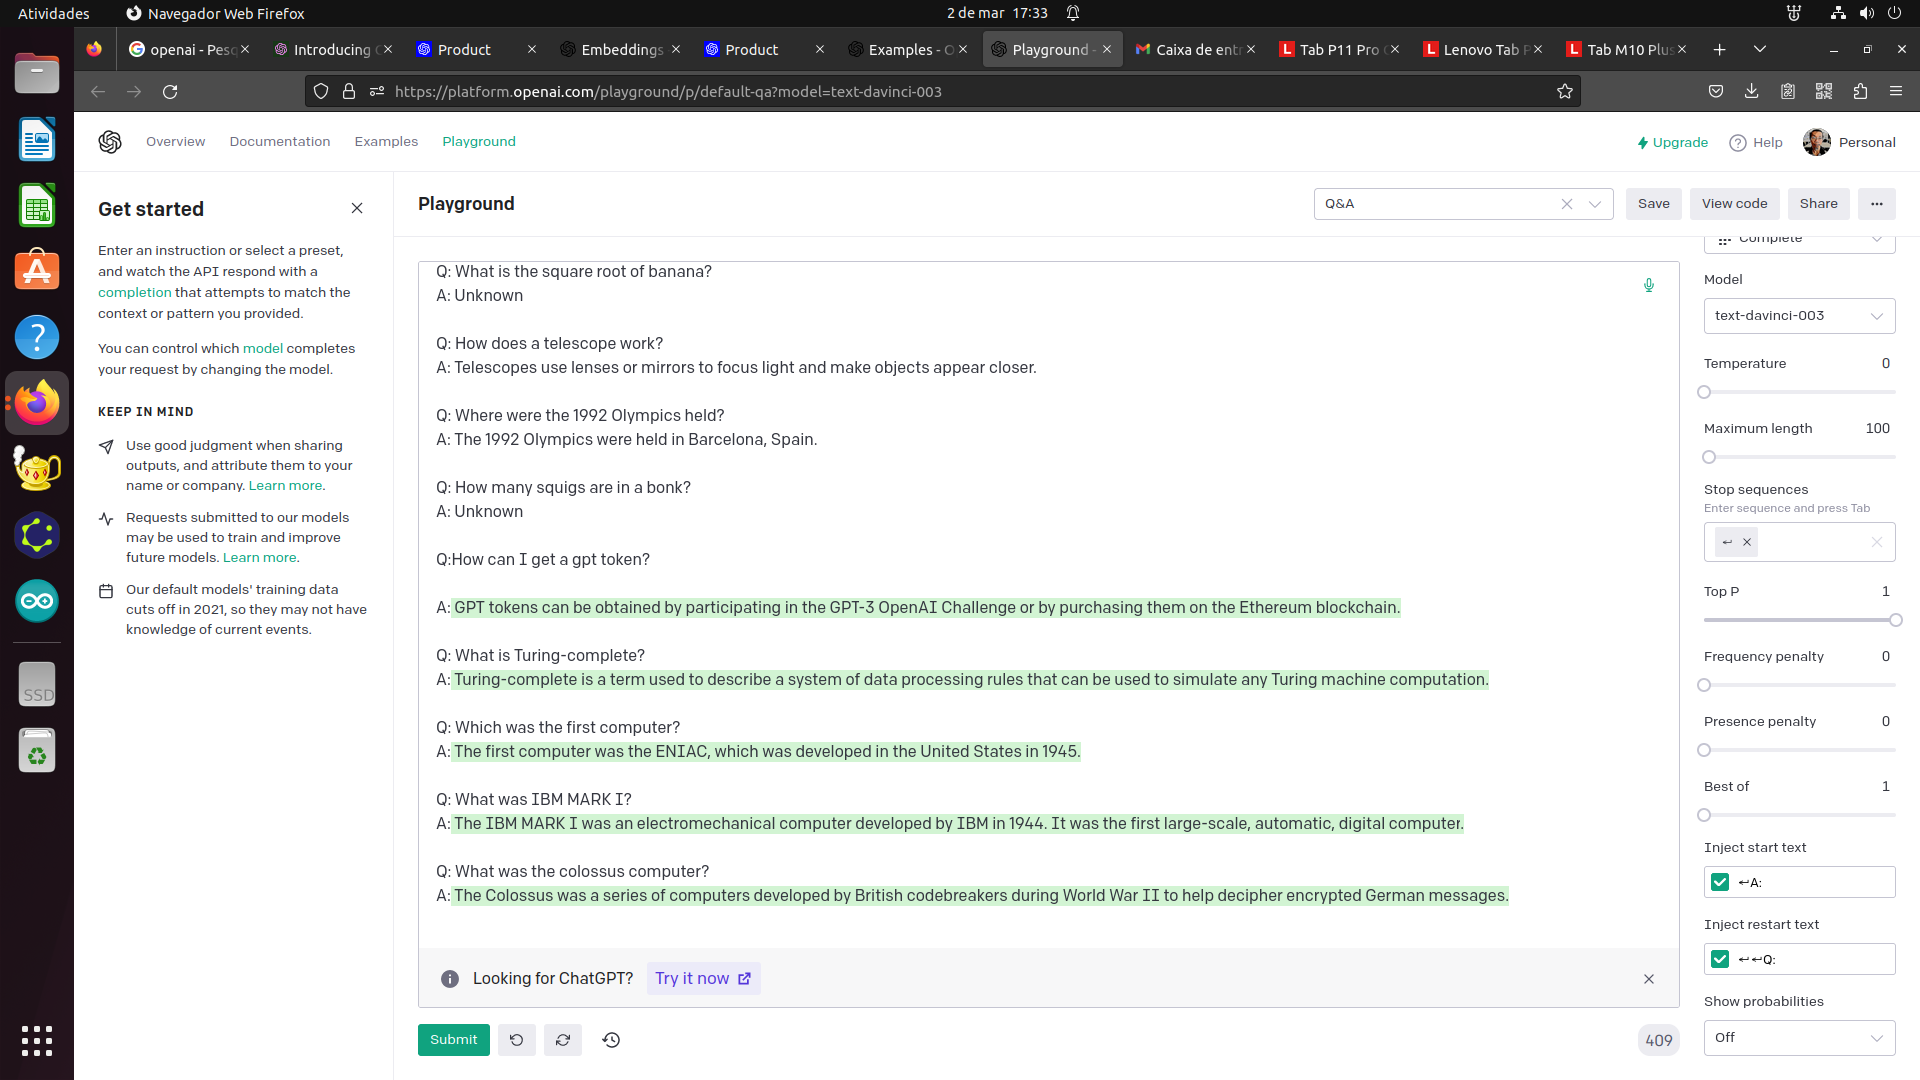 Atividades
Navegador Web Firefox
2 de mar 17:33
openai - Pesq
Introducing
Product
Embeddings
Product
Examples - O
Playground -
Caixa de entr
Tab P11 Pro
Lenovo Tab P
Tab M10 Plus
https://platform.openai.com/playground/p/default-qa?model=text-davinci-003
Overview
Documentation
Examples
Playground
Upgrade
Help
Personal
Get started
Enter an instruction or select a preset,
and watch the API respond with a
completion that attempts to match the
context or pattern you provided.
You can control which model completes
your request by changing the model.
KEEP IN MIND
Use good judgment when sharing
outputs, and attribute them to your
name or company. Learn more.
Requests submitted to our models
may be used to train and improve
future models. Learn more.
Our default models' training data
cuts off in 2021, so they may not have
knowledge of current events.
SSD
Playground
Q&A
Save
View code
Share
...
Q: What is the square root of banana?
A: Unknown
Q: How does a telescope work?
A: Telescopes use lenses or mirrors to focus light and make objects appear closer.
Q: Where were the 1992 Olympics held?
A: The 1992 Olympics were held in Barcelona, Spain.
Q: How many squigs are in a bonk?
A: Unknown
Q:How can I get a gpt token?
A: GPT tokens can be obtained by participating in the GPT-3 OpenAI Challenge or by purchasing them on the Ethereum blockchain.
Q: What is Turing-complete?
A: Turing-complete is a term used to describe a system of data processing rules that can be used to simulate any Turing machine computation.
Q: Which was the first computer?
A: The first computer was the ENIAC, which was developed in the United States in 1945.
Q: What was IBM MARK I?
A: The IBM MARK I was an electromechanical computer developed by IBM in 1944. It was the first large-scale, automatic, digital computer.
Q: What was the colossus computer?
A: The Colossus was a series of computers developed by British codebreakers during World War II to help decipher encrypted German messages.
Looking for ChatGPT?
Try it now
Submit
409
Complete
Model
text-davinci-003
Temperature 0
Maximum length 100
Stop sequences
Enter sequence and press Tab
↵ ×
Top P 1
Frequency penalty 0
Presence penalty 0
Best of 1
Inject start text
↵A:
Inject restart text
↵↵Q:
Show probabilities
Off